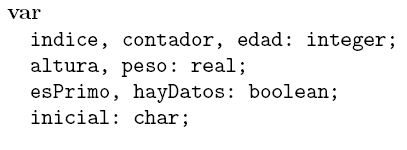 var
indice, contador, edad: integer;
altura, peso: real;
esPrimo, hayDatos: boolean;
inicial: char;